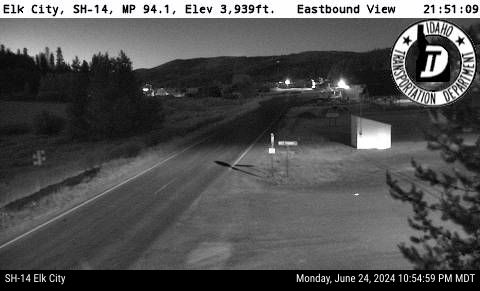 Elk City, SH-14, MP 94.1, Elev 3,939ft. Eastbound View 21:51:09
IDAHO
TRANSPORTATION DEPARTMENT
SH-14 Elk City Monday, June 24, 2024 10:54:59 PM MDT